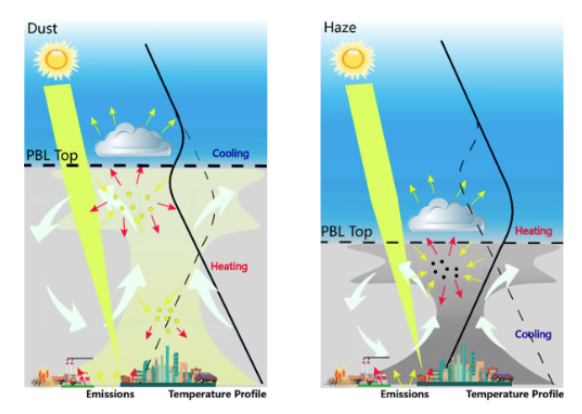 Dust
PBL Top
Cooling
Heating
Emissions
Temperature Profile
Haze
PBL Top
Heating
Cooling
Emissions
Temperature Profile